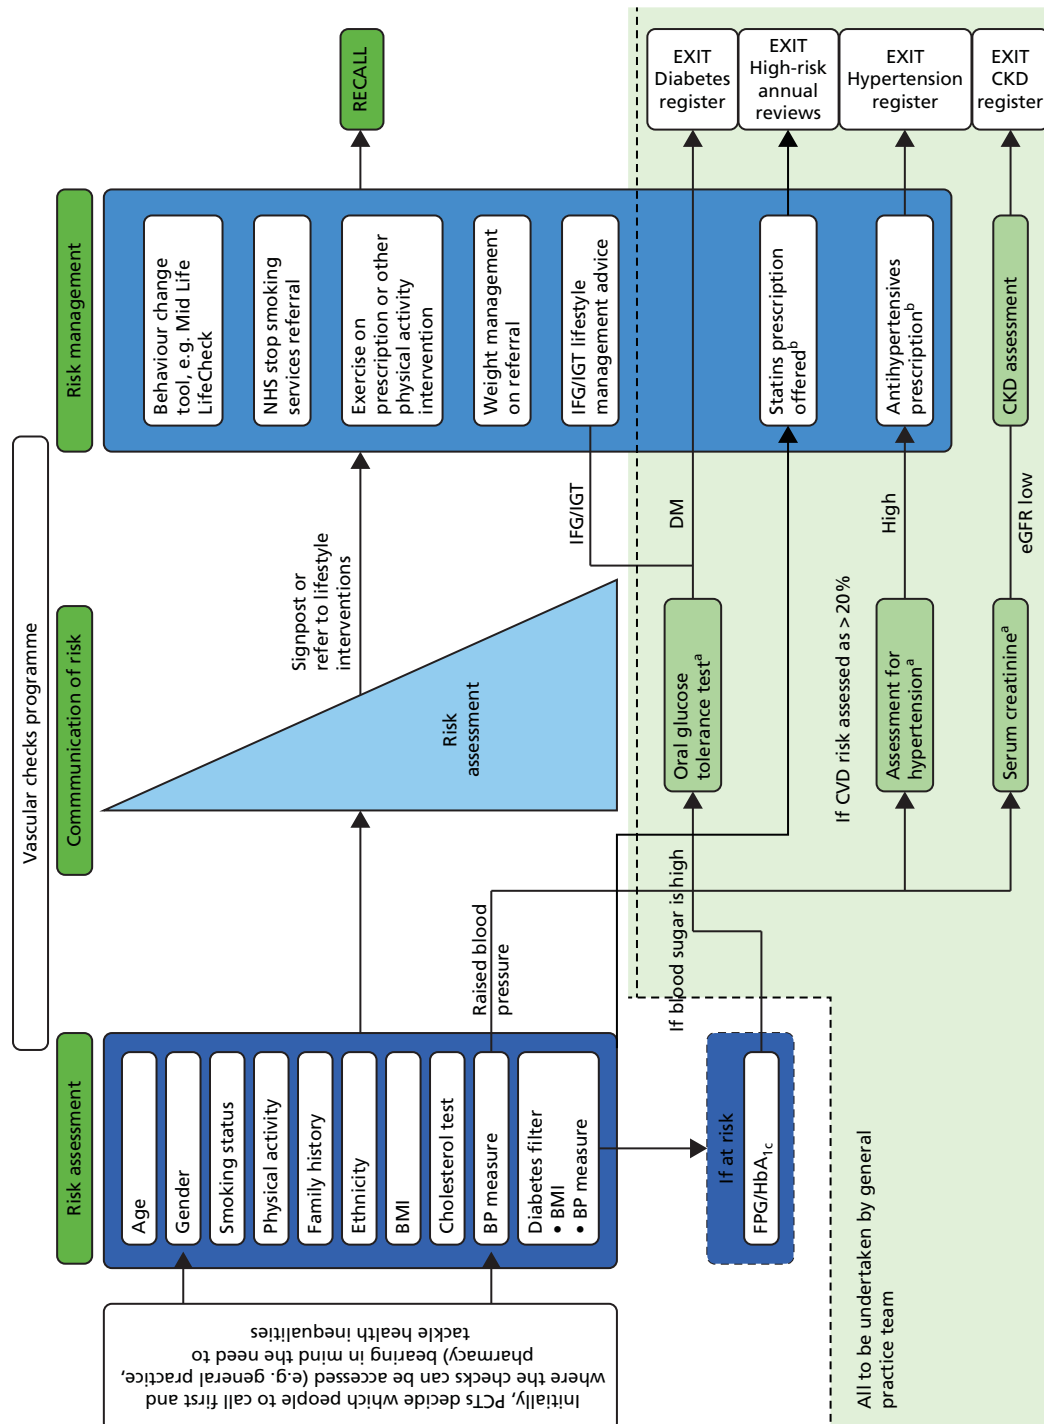 Vascular checks programme
Risk assessment
Commmunication of risk
Risk management
Initially, PCTs decide which people to call first and
where the checks can be accessed (e.g. general practice,
pharmacy) bearing in mind the need to
tackle health inequalities
Age
Gender
Smoking status
Physical activity
Family history
Ethnicity
BMI
Cholesterol test
BP measure
Diabetes filter
• BMI
• BP measure
If at risk
FPG/HbA1c
Raised blood
pressure
If blood sugar is high
Risk
assessment
Signpost or
refer to lifestyle
interventions
Oral glucose
tolerance testa
If CVD risk assessed as > 20%
Assessment for
hypertensiona
Serum creatininea
IFG/IGT
DM
High
eGFR low
Behaviour change
tool, e.g. Mid Life
LifeCheck
NHS stop smoking
services referral
Exercise on
prescription or other
physical activity
intervention
Weight management
on referral
IFG/IGT lifestyle
management advice
Statins prescription
offeredb
Antihypertensives
prescriptionb
CKD assessment
RECALL
EXIT
Diabetes
register
EXIT
High-risk
annual
reviews
EXIT
Hypertension
register
EXIT
CKD
register
All to be undertaken by general
practice team